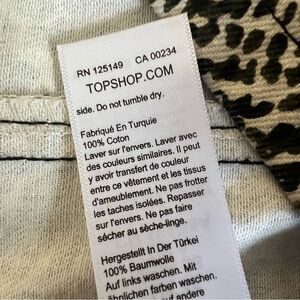 RN 125149 CA 00234
TOPSHOP.COM
side. Do not tumble dry.
Fabriqué En Turquie
100% Coton
Laver sur l'envers. Laver avec
des couleurs similaires. Il peut
y avoir transfert de couleur
entre ce vêtement et les tissus
d'ameublement. Ne pas frotter
les taches isolées. Repasser
sur l'envers. Ne pas faire
sécher au sèche-linge.
Hergestellt In Der Türkei
100% Baumwolle
Auf links waschen. Mit
ähnlichen farben waschen.